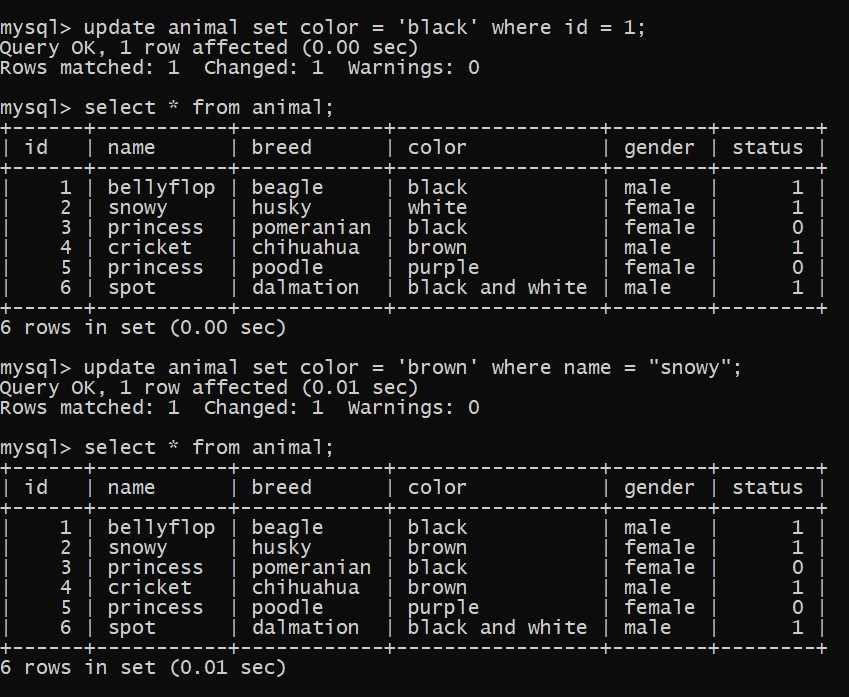 mysql> update animal set color = 'black' where id = 1;
Query OK, 1 row affected (0.00 sec)
Rows matched: 1  Changed: 1  Warnings: 0

mysql> select * from animal;
+------+-----------+------------+-----------------+--------+--------+
| id   | name      | breed      | color           | gender | status |
+------+-----------+------------+-----------------+--------+--------+
|    1 | bellyflop | beagle     | black           | male   |      1 |
|    2 | snowy     | husky      | white           | female |      1 |
|    3 | princess  | pomeranian | black           | female |      0 |
|    4 | cricket   | chihuahua  | brown           | male   |      1 |
|    5 | princess  | poodle     | purple          | female |      0 |
|    6 | spot      | dalmation  | black and white | male   |      1 |
+------+-----------+------------+-----------------+--------+--------+
6 rows in set (0.00 sec)

mysql> update animal set color = 'brown' where name = "snowy";
Query OK, 1 row affected (0.01 sec)
Rows matched: 1  Changed: 1  Warnings: 0

mysql> select * from animal;
+------+-----------+------------+-----------------+--------+--------+
| id   | name      | breed      | color           | gender | status |
+------+-----------+------------+-----------------+--------+--------+
|    1 | bellyflop | beagle     | black           | male   |      1 |
|    2 | snowy     | husky      | brown           | female |      1 |
|    3 | princess  | pomeranian | black           | female |      0 |
|    4 | cricket   | chihuahua  | brown           | male   |      1 |
|    5 | princess  | poodle     | purple          | female |      0 |
|    6 | spot      | dalmation  | black and white | male   |      1 |
+------+-----------+------------+-----------------+--------+--------+
6 rows in set (0.01 sec)